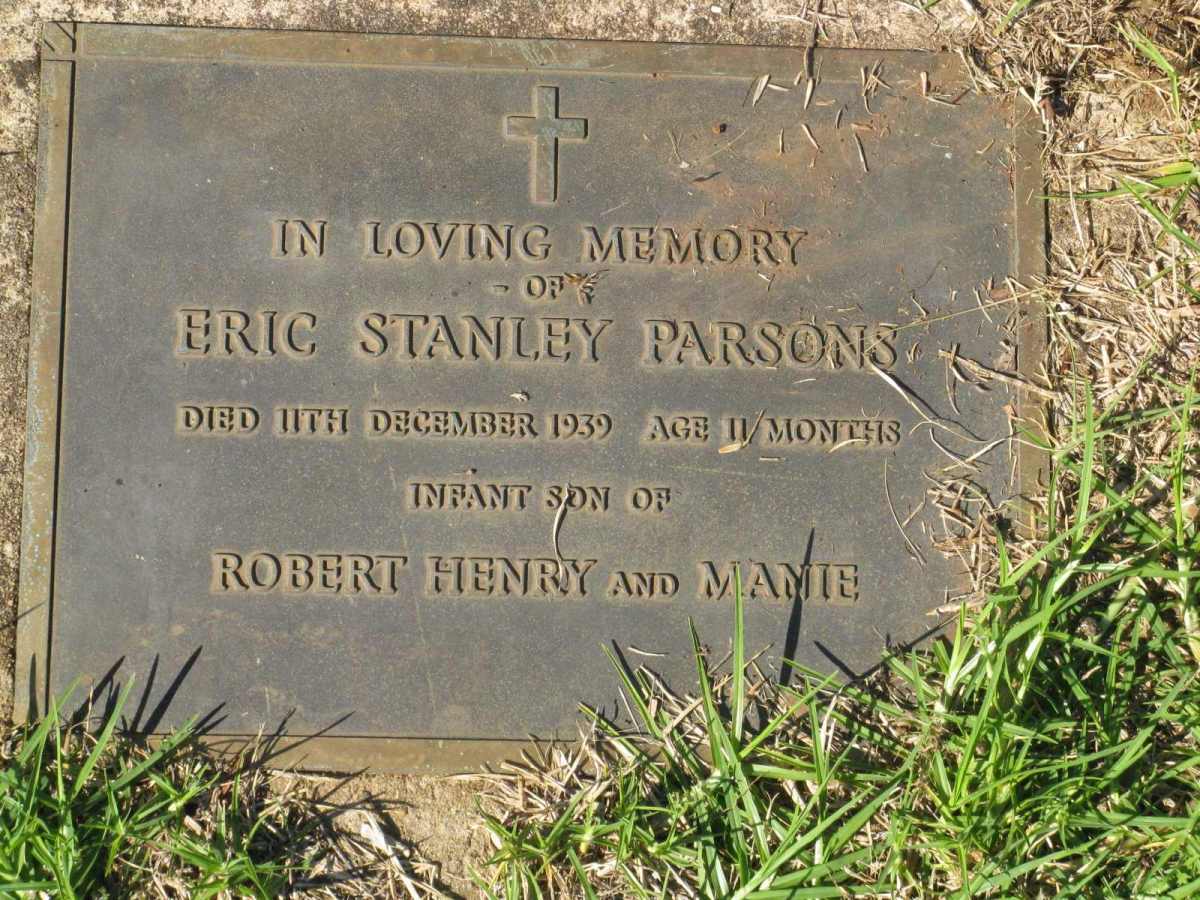 IN LOVING MEMORY
- OF -
ERIC STANLEY PARSONS
DIED 11TH DECEMBER 1939 AGE 11 MONTHS
INFANT SON OF
ROBERT HENRY AND MANIE